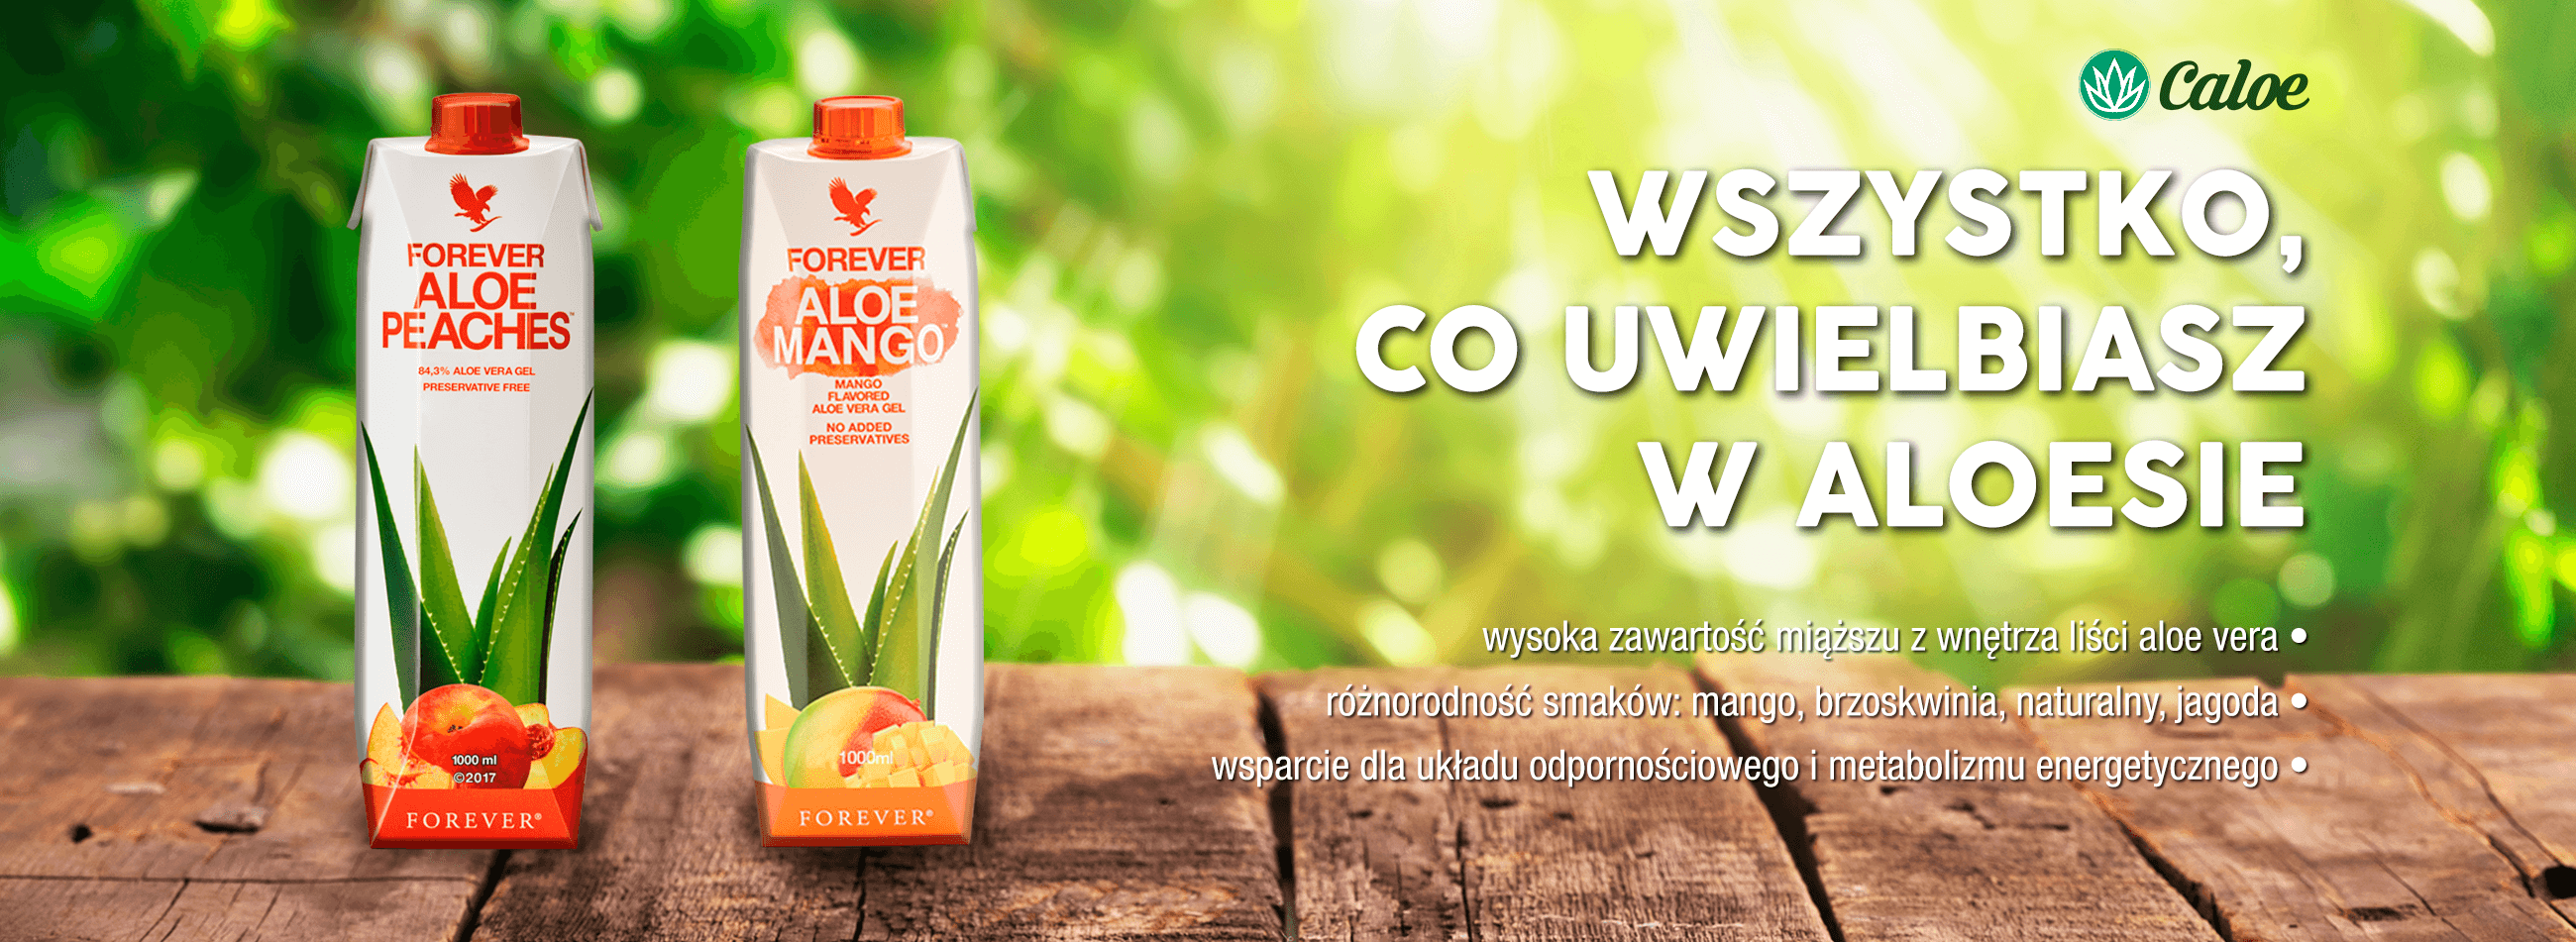 FOREVER
ALOE
PEACHES™
84,3% ALOE VERA GEL
PRESERVATIVE FREE
1000 ml
©2017
FOREVER®
FOREVER
ALOE
MANGO™
MANGO
FLAVORED
ALOE VERA GEL
NO ADDED
PRESERVATIVES
1000ml
FOREVER®
Caloe
WSZYSTKO,
CO UWIELBIASZ
W ALOESIE
wysoka zawartość miąższu z wnętrza liści aloe vera •
różnorodność smaków: mango, brzoskwinia, naturalny, jagoda •
wsparcie dla układu odpornościowego i metabolizmu energetycznego •